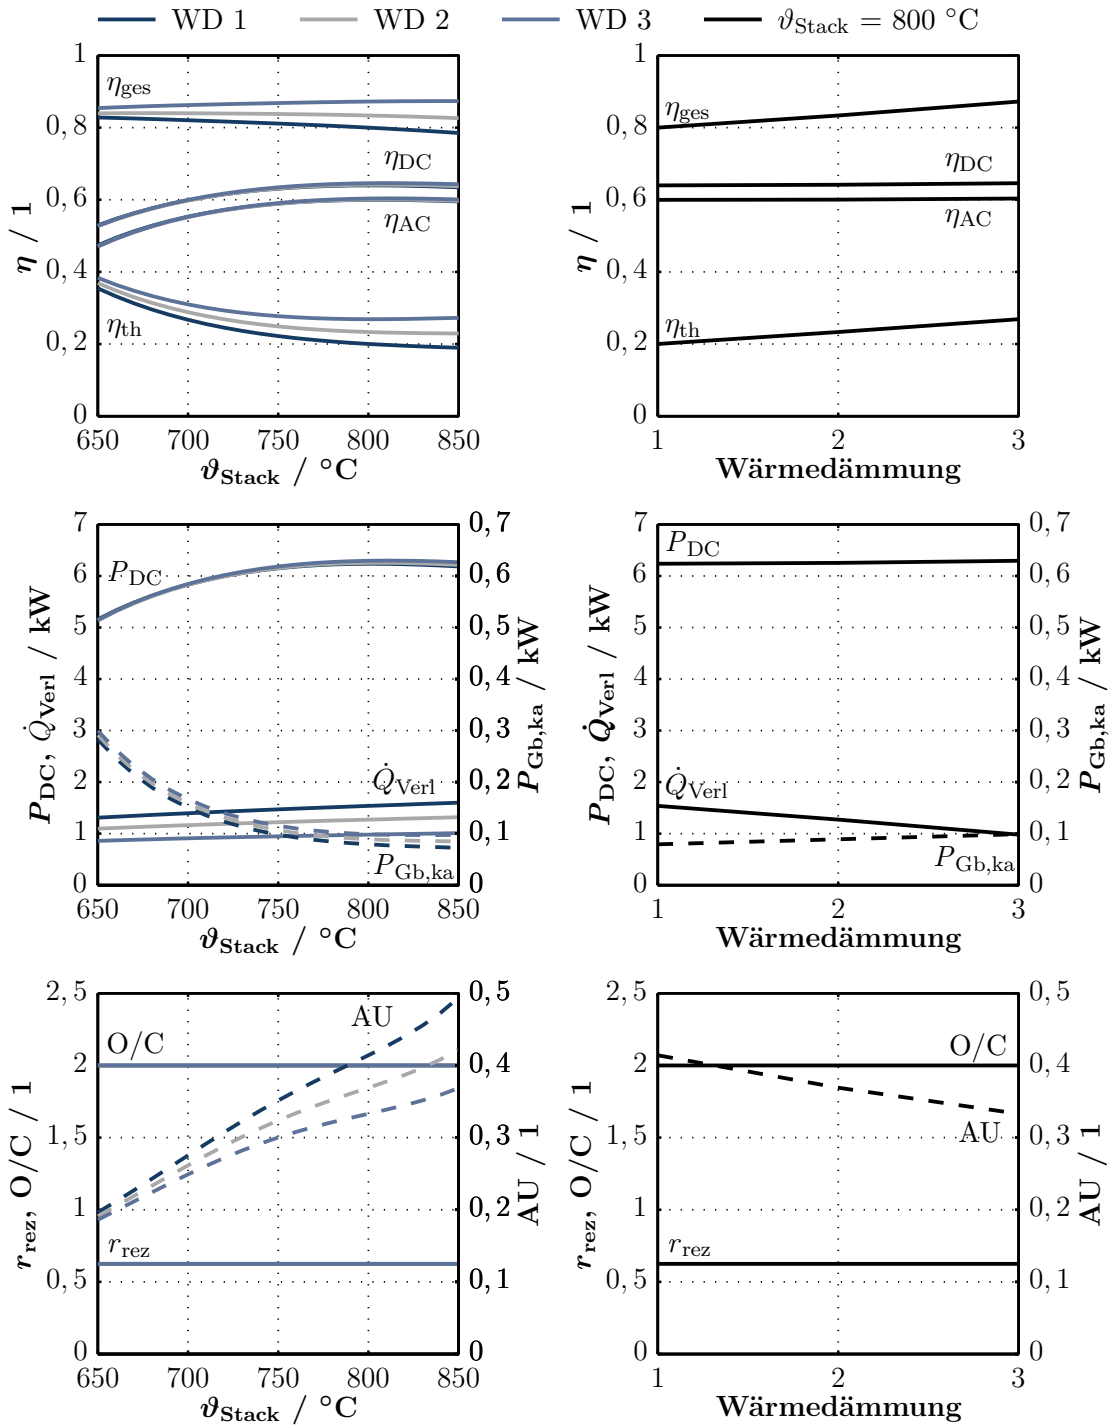 WD 1 WD 2 WD 3 ϑStack = 800 °C
1
0,8
0,6
0,4
0,2
0
η / 1
ηges
ηDC
ηAC
ηth
650 700 750 800 850
ϑStack / °C
1
0,8
0,6
0,4
0,2
0
η / 1
ηges
ηDC
ηAC
ηth
1 2 3
Wärmedämmung
7
6
5
4
3
2
1
0
PDC, Q̇Verl / kW
PDC
Q̇Verl
PGb,ka
0,7
0,6
0,5
0,4
0,3
0,2
0,1
0
PGb,ka / kW
650 700 750 800 850
ϑStack / °C
7
6
5
4
3
2
1
0
PDC, Q̇Verl / kW
PDC
Q̇Verl
PGb,ka
0,7
0,6
0,5
0,4
0,3
0,2
0,1
0
PGb,ka / kW
1 2 3
Wärmedämmung
2,5
2
1,5
1
0,5
0
rrez, O/C / 1
AU
O/C
rrez
0,5
0,4
0,3
0,2
0,1
0
AU / 1
650 700 750 800 850
ϑStack / °C
2,5
2
1,5
1
0,5
0
rrez, O/C / 1
O/C
AU
rrez
0,5
0,4
0,3
0,2
0,1
0
AU / 1
1 2 3
Wärmedämmung